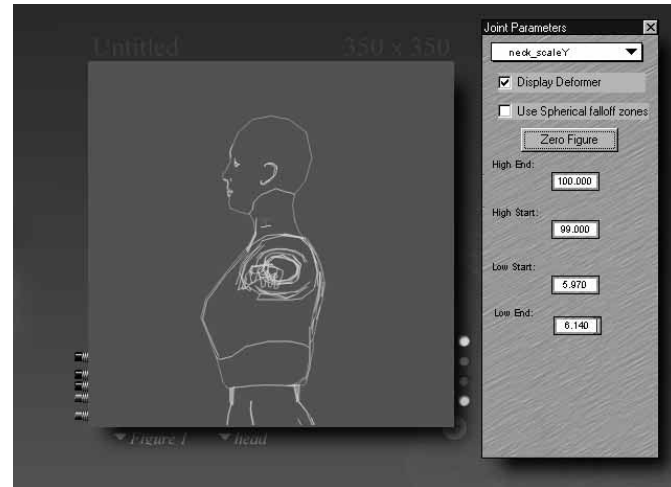 Untitled
350 x 350
Joint Parameters
neck_scaleY
Display Deformer
Use Spherical falloff zones
Zero Figure
High End:
100.000
High Start:
99.000
Low Start:
5.970
Low End:
6.140
Figure 1
head